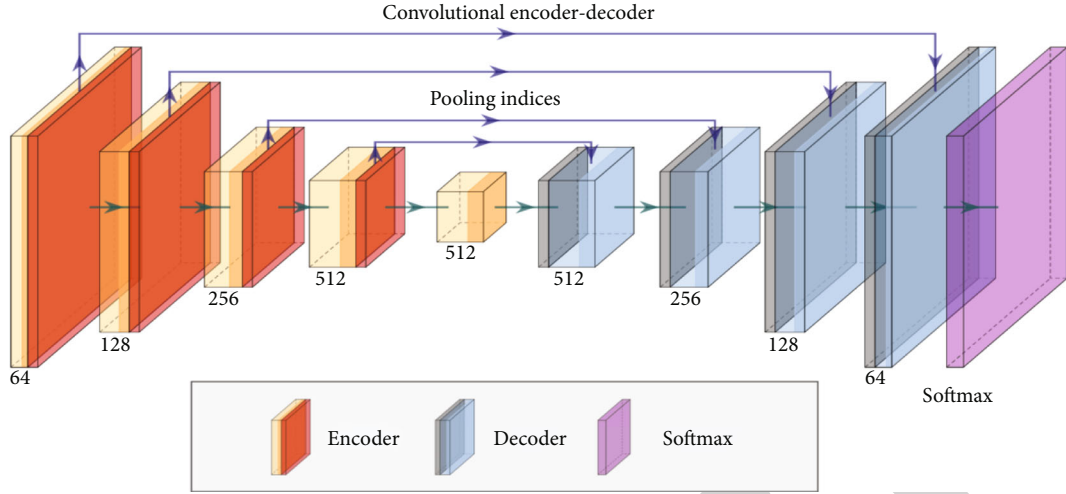 Convolutional encoder-decoder
Pooling indices
64
128
256
512
512
512
256
128
64
Softmax
Encoder
Decoder
Softmax